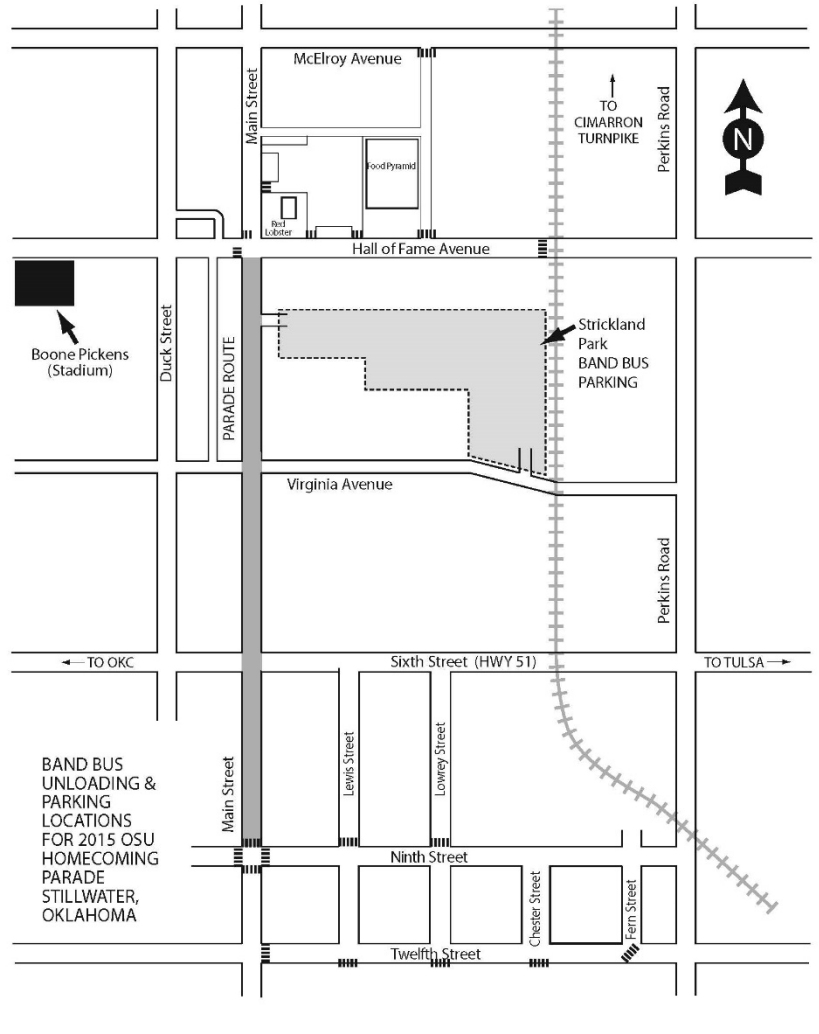 McElroy Avenue
Main Street
TO
CIMARRON
TURNPIKE
Perkins Road
N
Food Pyramid
Red
Lobster
Hall of Fame Avenue
Boone Pickens
(Stadium)
Duck Street
PARADE ROUTE
Strickland
Park
BAND BUS
PARKING
Virginia Avenue
Perkins Road
TO OKC
Sixth Street (HWY 51)
TO TULSA
BAND BUS
UNLOADING &
PARKING
LOCATIONS
FOR 2015 OSU
HOMECOMING
PARADE
STILLWATER,
OKLAHOMA
Main Street
Lewis Street
Lowrey Street
Ninth Street
Chester Street
Fern Street
Twelfth Street